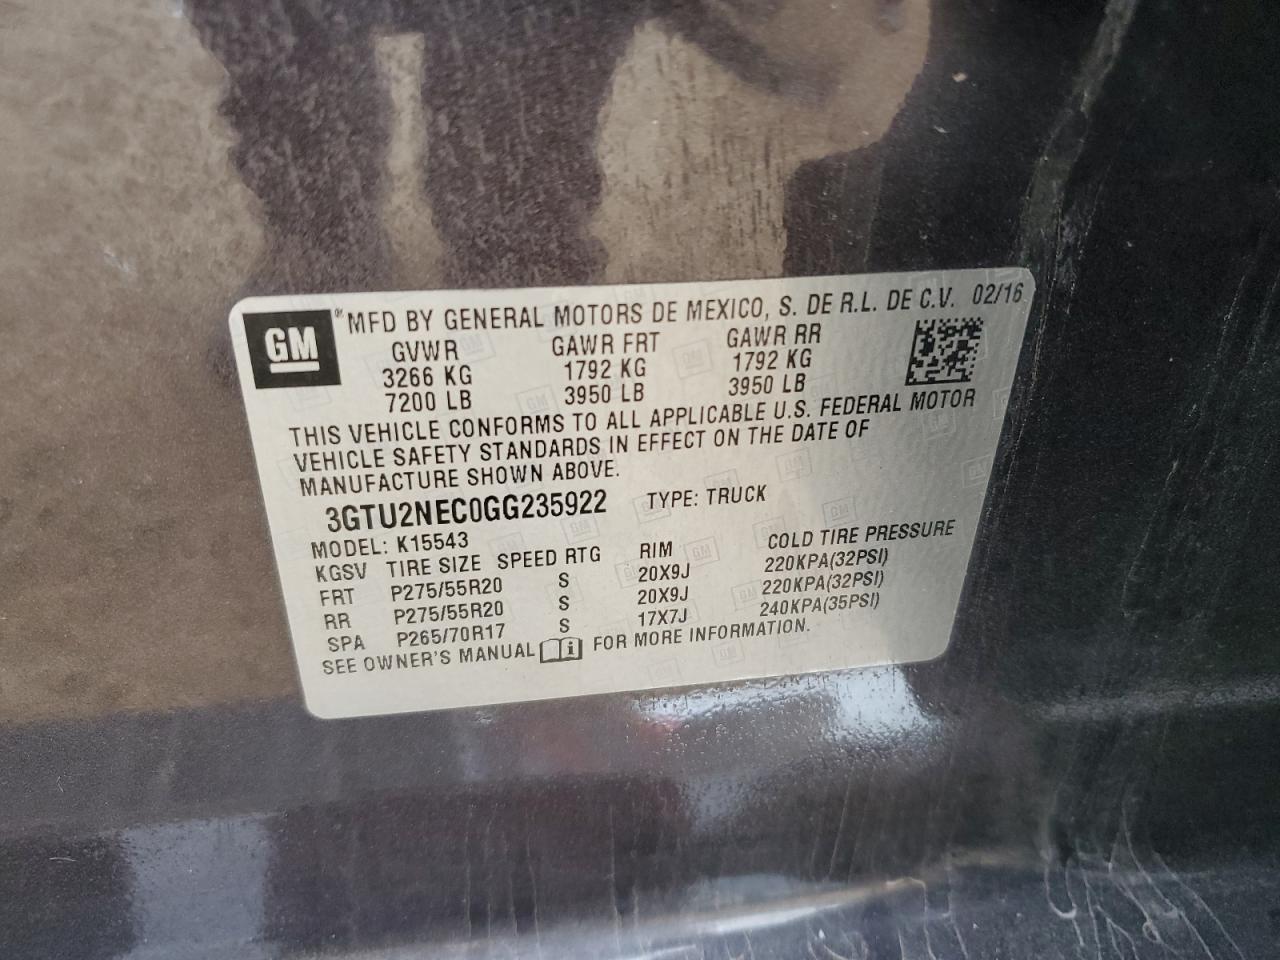 GM
® MFD BY GENERAL MOTORS DE MEXICO, S. DE R.L. DE C.V. 02/16
GVWR GAWR FRT GAWR RR
3266 KG 1792 KG 1792 KG
7200 LB 3950 LB 3950 LB
THIS VEHICLE CONFORMS TO ALL APPLICABLE U.S. FEDERAL MOTOR
VEHICLE SAFETY STANDARDS IN EFFECT ON THE DATE OF
MANUFACTURE SHOWN ABOVE.
3GTU2NEC0GG235922 TYPE: TRUCK
MODEL: K15543
KGSV TIRE SIZE SPEED RTG RIM COLD TIRE PRESSURE
FRT P275/55R20 S 20X9J 220KPA(32PSI)
RR P275/55R20 S 20X9J 220KPA(32PSI)
SPA P265/70R17 S 17X7J 240KPA(35PSI)
SEE OWNER'S MANUAL i FOR MORE INFORMATION.